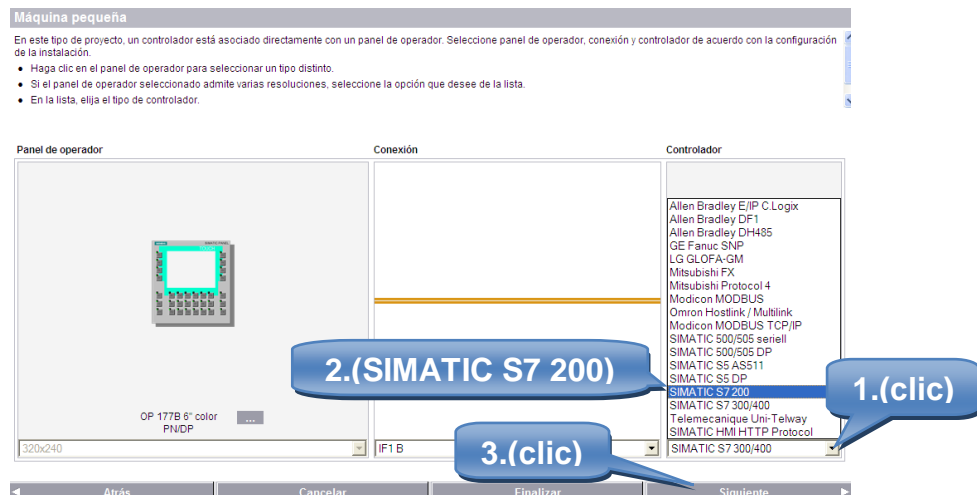 Máquina pequeña
En este tipo de proyecto, un controlador está asociado directamente con un panel de operador. Seleccione panel de operador, conexión y controlador de acuerdo con la configuración
de la instalación.
• Haga clic en el panel de operador para seleccionar un tipo distinto.
• Si el panel de operador seleccionado admite varias resoluciones, seleccione la opción que desee de la lista.
• En la lista, elija el tipo de controlador.
Panel de operador
Conexión
Controlador
Allen Bradley E/IP C.Logix
Allen Bradley DF1
Allen Bradley DH485
GE Fanuc SNP
LG GLOFA-GM
Mitsubishi FX
Mitsubishi Protocol 4
Modicon MODBUS
Omron Hostlink / Multilink
Modicon MODBUS TCP/IP
SIMATIC 500/505 seriell
SIMATIC 500/505 DP
SIMATIC S5 AS511
SIMATIC S5 DP
SIMATIC S7 200
SIMATIC S7 300/400
Telemecanique Uni-Telway
SIMATIC HMI HTTP Protocol
2.(SIMATIC S7 200)
1.(clic)
OP 177B 6" color
PN/DP
...
3.(clic)
320x240
IF1 B
SIMATIC S7 300/400
Atrás
Cancelar
Finalizar
Siguiente